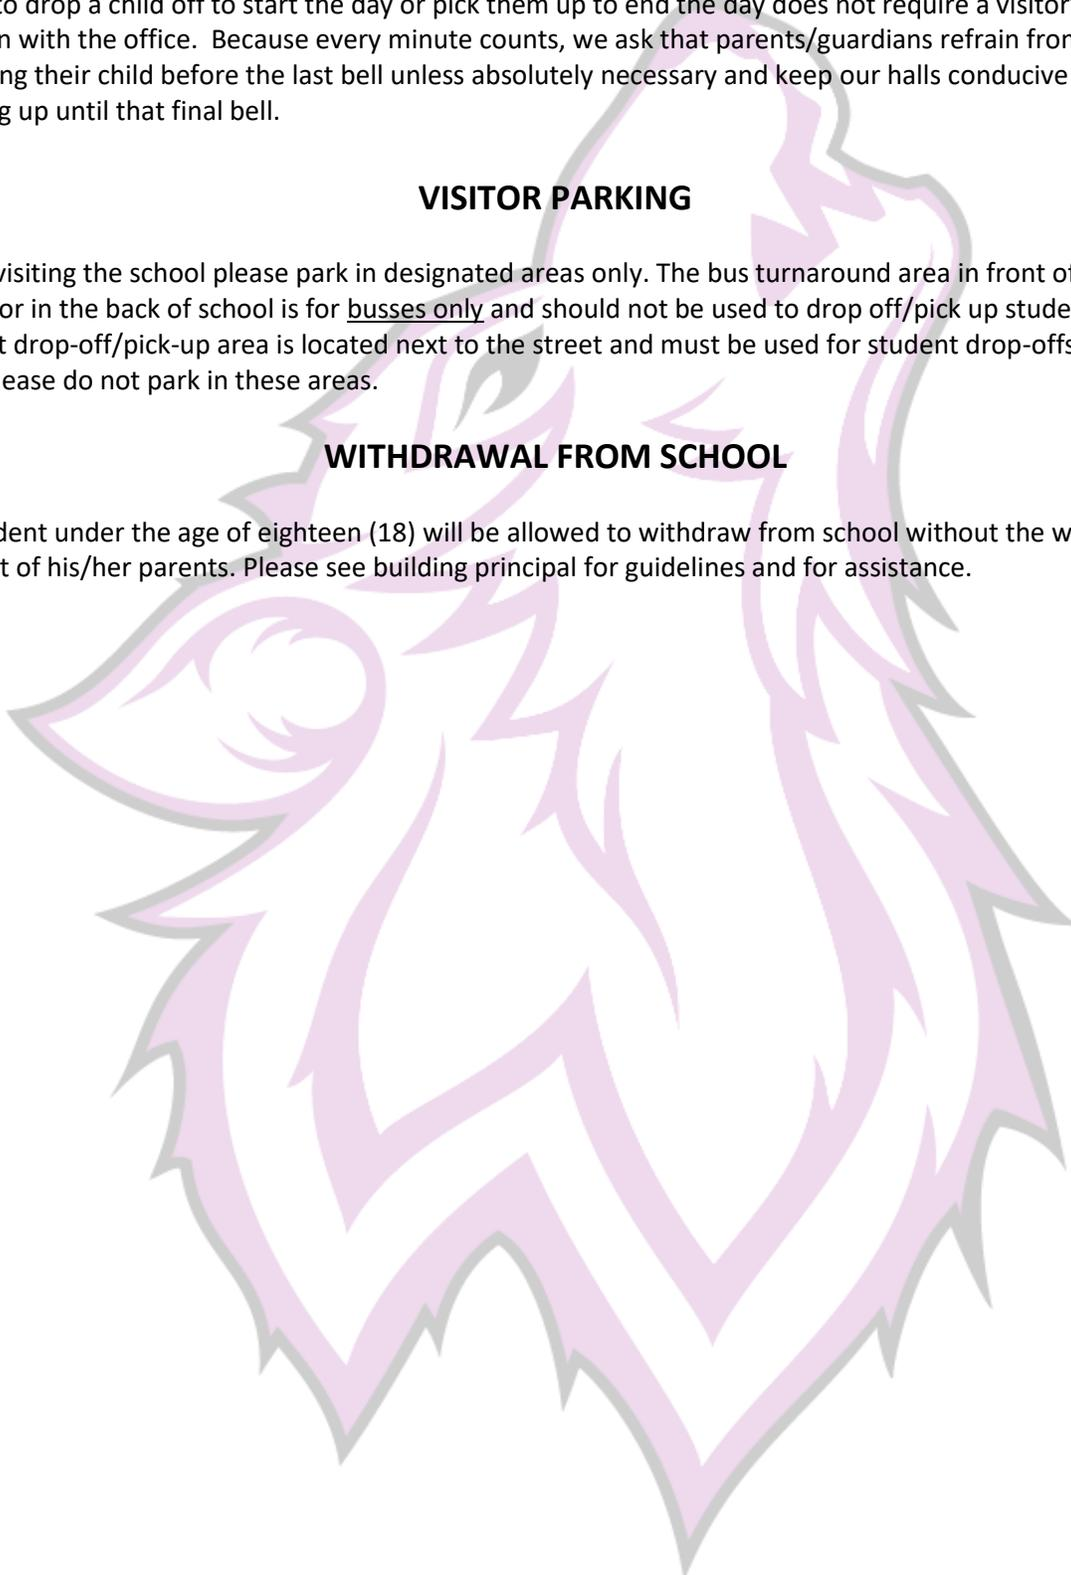 to drop a child off to start the day or pick them up to end the day does not require a visitor
n with the office.  Because every minute counts, we ask that parents/guardians refrain from
ng their child before the last bell unless absolutely necessary and keep our halls conducive
g up until that final bell.
VISITOR PARKING
visiting the school please park in designated areas only. The bus turnaround area in front of
or in the back of school is for busses only and should not be used to drop off/pick up stude
t drop-off/pick-up area is located next to the street and must be used for student drop-offs
lease do not park in these areas.
WITHDRAWAL FROM SCHOOL
dent under the age of eighteen (18) will be allowed to withdraw from school without the w
t of his/her parents. Please see building principal for guidelines and for assistance.